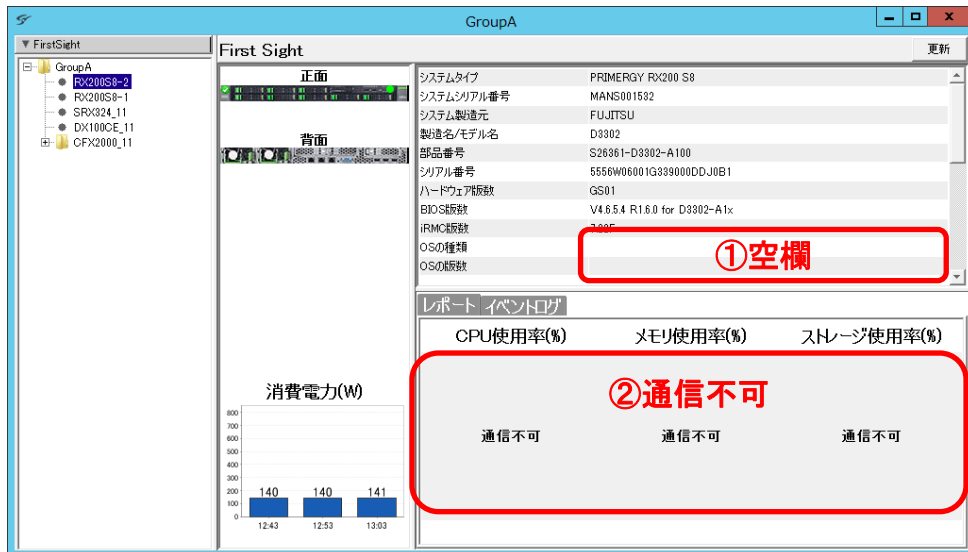 GroupA
▼ FirstSight
GroupA
RX200S8-2
RX200S8-1
SRX324_11
DX100CE_11
CFX2000_11
First Sight
更新
正面
背面
消費電力(W)
800
700
600
500
400
300
200
100
0
140 140 141
12:43 12:53 13:03
システムタイプ PRIMERGY RX200 S8
システムシリアル番号 MANS001532
システム製造元 FUJITSU
製造名/モデル名 D3302
部品番号 S26361-D3302-A100
シリアル番号 5556W06001G339000DDJ0B1
ハードウェア版数 GS01
BIOS版数 V4.6.5.4 R1.6.0 for D3302-A1x
iRMC版数
OSの種類
OSの版数
①空欄
レポート イベントログ
CPU使用率(%) メモリ使用率(%) ストレージ使用率(%)
②通信不可
通信不可 通信不可 通信不可